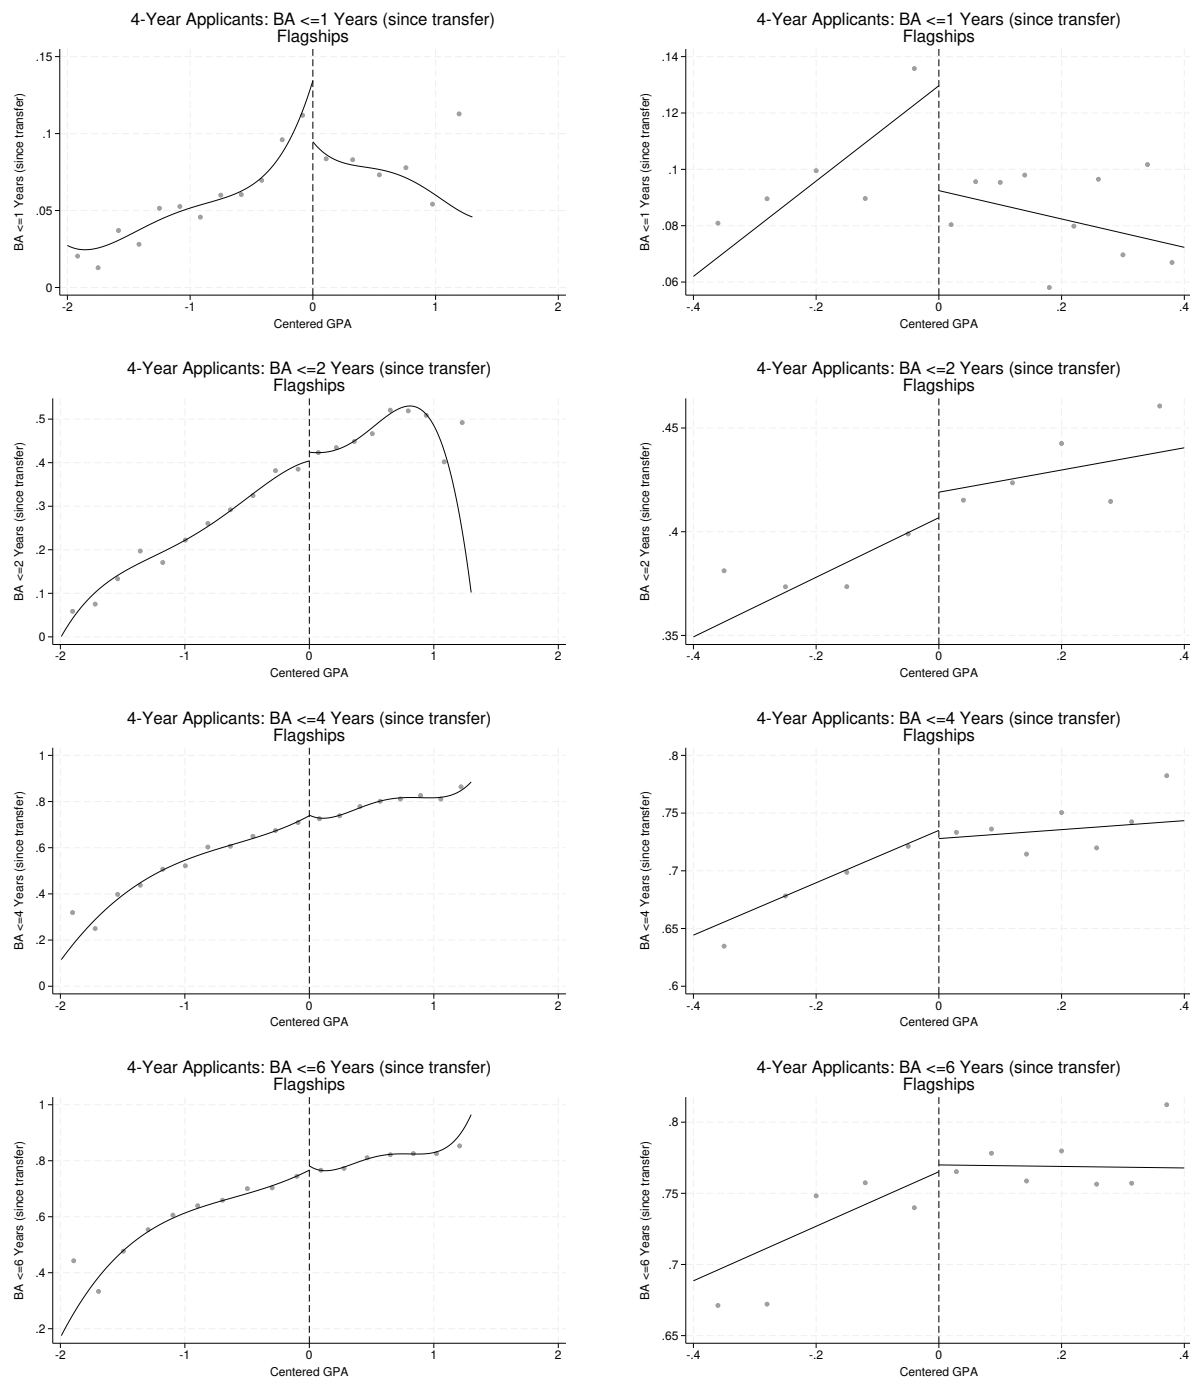 4-Year Applicants: BA <=1 Years (since transfer)
Flagships
BA <=1 Years (since transfer)
.15
.1
.05
0
-2
-1
0
1
2
Centered GPA
4-Year Applicants: BA <=1 Years (since transfer)
Flagships
BA <=1 Years (since transfer)
.14
.12
.1
.08
.06
-.4
-.2
0
.2
.4
Centered GPA
4-Year Applicants: BA <=2 Years (since transfer)
Flagships
BA <=2 Years (since transfer)
.5
.4
.3
.2
.1
0
-2
-1
0
1
2
Centered GPA
4-Year Applicants: BA <=2 Years (since transfer)
Flagships
BA <=2 Years (since transfer)
.45
.4
.35
-.4
-.2
0
.2
.4
Centered GPA
4-Year Applicants: BA <=4 Years (since transfer)
Flagships
BA <=4 Years (since transfer)
1
.8
.6
.4
.2
0
-2
-1
0
1
2
Centered GPA
4-Year Applicants: BA <=4 Years (since transfer)
Flagships
BA <=4 Years (since transfer)
.8
.75
.7
.65
.6
-.4
-.2
0
.2
.4
Centered GPA
4-Year Applicants: BA <=6 Years (since transfer)
Flagships
BA <=6 Years (since transfer)
1
.8
.6
.4
.2
-2
-1
0
1
2
Centered GPA
4-Year Applicants: BA <=6 Years (since transfer)
Flagships
BA <=6 Years (since transfer)
.8
.75
.7
.65
-.4
-.2
0
.2
.4
Centered GPA